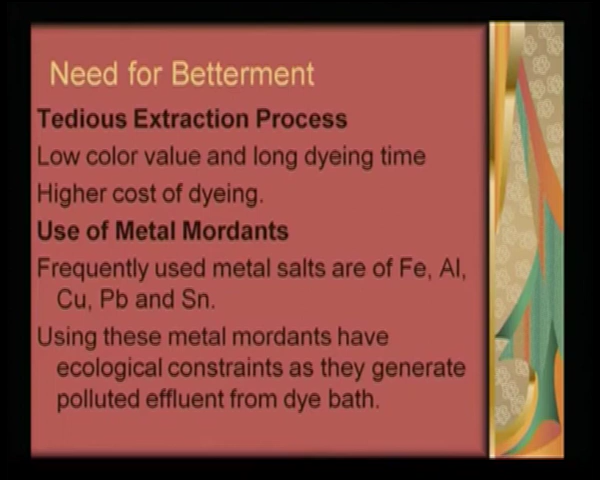 Need for Betterment
Tedious Extraction Process
Low color value and long dyeing time
Higher cost of dyeing.
Use of Metal Mordants
Frequently used metal salts are of Fe, Al,
Cu, Pb and Sn.
Using these metal mordants have
ecological constraints as they generate
polluted effluent from dye bath.